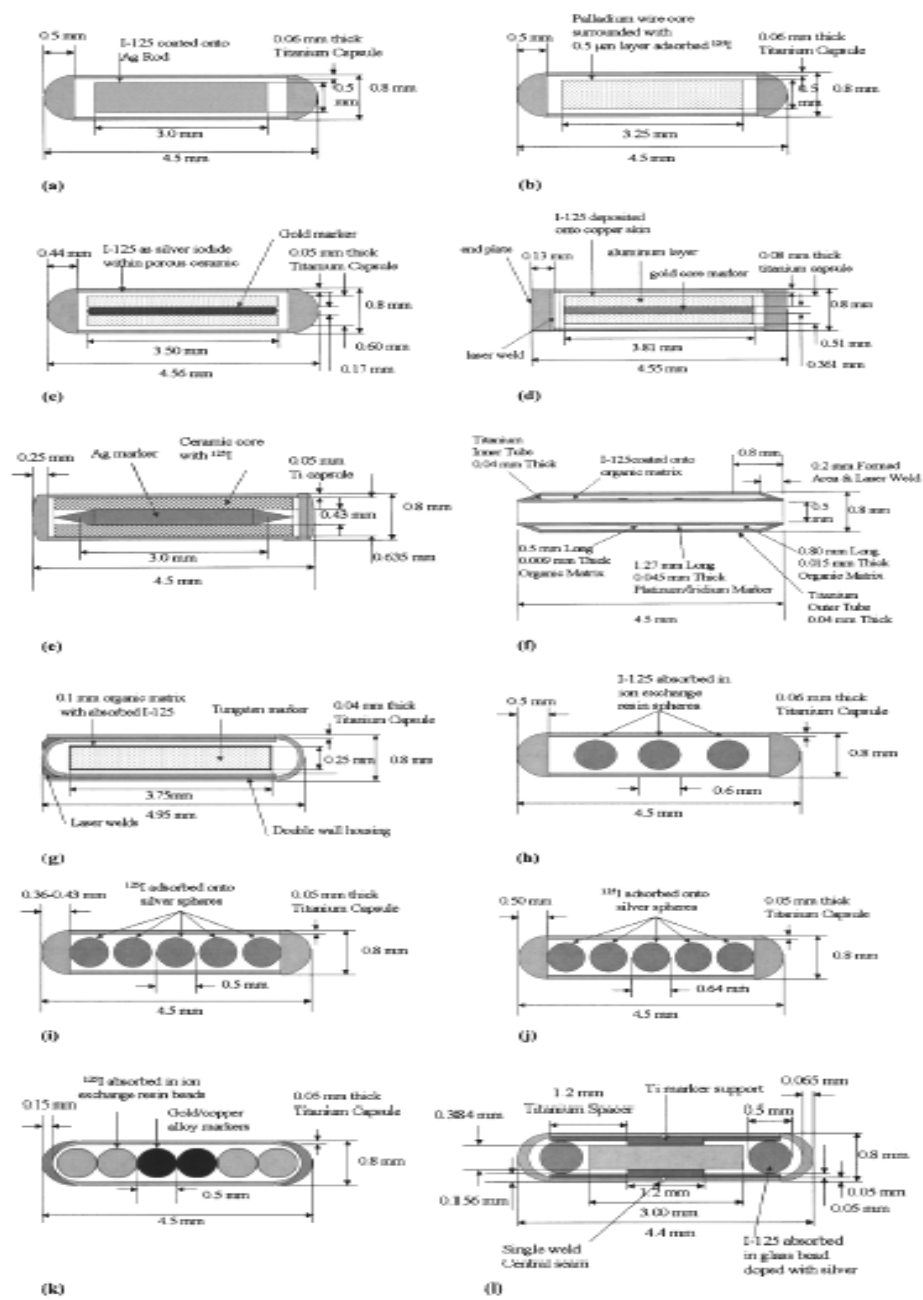 0.5 mm
I-125 coated onto
Ag Rod
0.06 mm thick
Titanium Capsule
0.5
mm
0.8 mm
3.0 mm
4.5 mm
(a)
0.5 mm
Palladium wire core
surrounded with
0.5 μm layer adsorbed ¹²⁵I
0.06 mm thick
Titanium Capsule
mm
0.8 mm
3.25 mm
4.5 mm
(b)
0.44 mm
I-125 as silver iodide
within porous ceramic
Gold marker
0.05 mm thick
Titanium Capsule
0.8 mm
3.50 mm
0.60 mm
4.56 mm
0.17 mm
(c)
I-125 deposited
onto copper skin
end plate
0.13 mm
aluminum layer
gold core marker
0.08 mm thick
titanium capsule
0.8 mm
laser weld
3.81 mm
0.51 mm
4.55 mm
0.361 mm
(d)
0.25 mm
Ag marker
Ceramic core
with ¹²⁵I
0.05 mm
Ti capsule
0.8 mm
0.43 mm
3.0 mm
0.635 mm
4.5 mm
(e)
Titanium
Inner Tube
0.04 mm Thick
I-125coated onto
organic matrix
0.8 mm
0.2 mm Formed
Area & Laser Weld
0.5
mm
0.8 mm
0.5 mm Long
0.009 mm Thick
Organic Matrix
1.27 mm Long
0.045 mm Thick
Platinum/Iridium Marker
0.80 mm Long
0.015 mm Thick
Organic Matrix
Titanium
Outer Tube
0.04 mm Thick
4.5 mm
(f)
0.1 mm organic matrix
with absorbed I-125
Tungsten marker
0.04 mm thick
Titanium Capsule
0.25 mm
0.8 mm
3.75mm
4.95 mm
Laser welds
Double wall housing
(g)
0.5 mm
I-125 absorbed in
ion exchange
resin spheres
0.06 mm thick
Titanium Capsule
0.8 mm
0.6 mm
4.5 mm
(h)
0.36-0.43 mm
¹²⁵I adsorbed onto
silver spheres
0.05 mm thick
Titanium Capsule
0.8 mm
0.5 mm
4.5 mm
(i)
0.50 mm
¹²⁵I adsorbed onto
silver spheres
0.05 mm thick
Titanium Capsule
0.8 mm
0.64 mm
4.5 mm
(j)
0.15 mm
¹²⁵I absorbed in ion
exchange resin beads
Gold/copper
alloy markers
0.05 mm thick
Titanium Capsule
0.8 mm
0.5 mm
4.5 mm
(k)
0.384 mm
1.2 mm
Titanium Spacer
Ti marker support
0.065 mm
0.5 mm
0.8 mm
0.156 mm
1.2 mm
0.05 mm
0.05 mm
3.00 mm
4.4 mm
Single weld
Central seam
I-125 absorbed
in glass bead
doped with silver
(l)